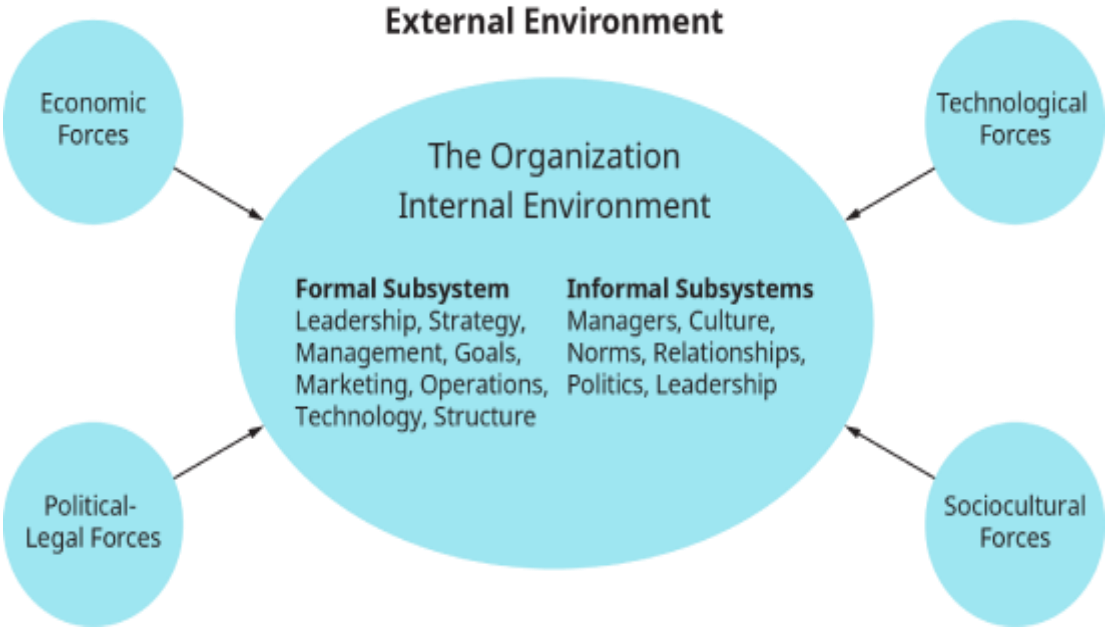 External Environment
Economic
Forces
Technological
Forces
The Organization
Internal Environment
Formal Subsystem
Leadership, Strategy,
Management, Goals,
Marketing, Operations,
Technology, Structure
Informal Subsystems
Managers, Culture,
Norms, Relationships,
Politics, Leadership
Political-
Legal Forces
Sociocultural
Forces